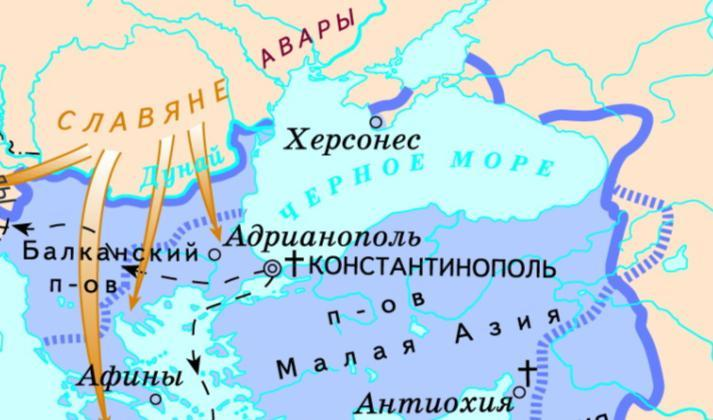 АВАРЫ
СЛАВЯНЕ
Херсонес
Дунай
ЧЕРНОЕ МОРЕ
Адрианополь
Балканский
п-ов
КОНСТАНТИНОПОЛЬ
п-ов
Малая Азия
Афины
Антиохия